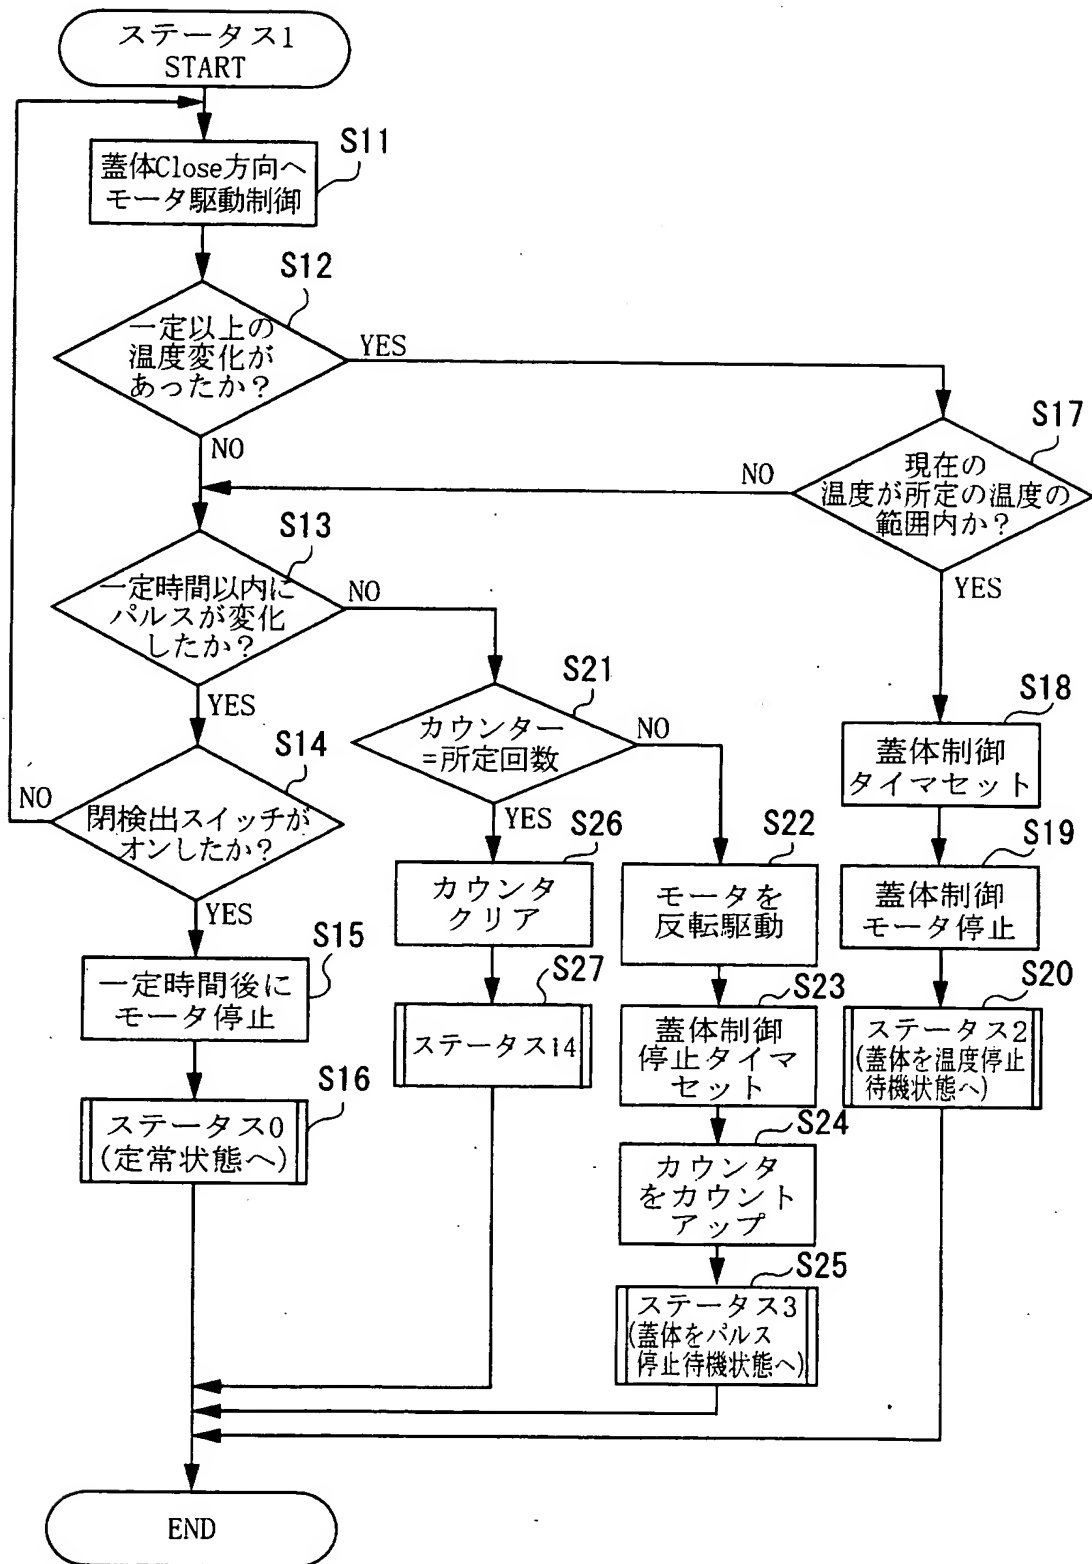 ステータス1
START
S11
蓋体Close方向へ
モータ駆動制御
S12
一定以上の
温度変化が
あったか？
YES
NO
S17
現在の
温度が所定の温度の
範囲内か？
NO
YES
S13
一定時間以内に
パルスが変化
したか？
NO
YES
S14
閉検出スイッチが
オンしたか？
NO
YES
S15
一定時間後に
モータ停止
S16
ステータス0
(定常状態へ)
S21
カウンター
=所定回数
NO
YES
S26
カウンタ
クリア
S27
ステータス14
S22
モータを
反転駆動
S23
蓋体制御
停止タイマ
セット
S24
カウンタ
をカウント
アップ
S25
ステータス3
(蓋体をパルス
停止待機状態へ)
S18
蓋体制御
タイマセット
S19
蓋体制御
モータ停止
S20
ステータス2
(蓋体を温度停止
待機状態へ)
END